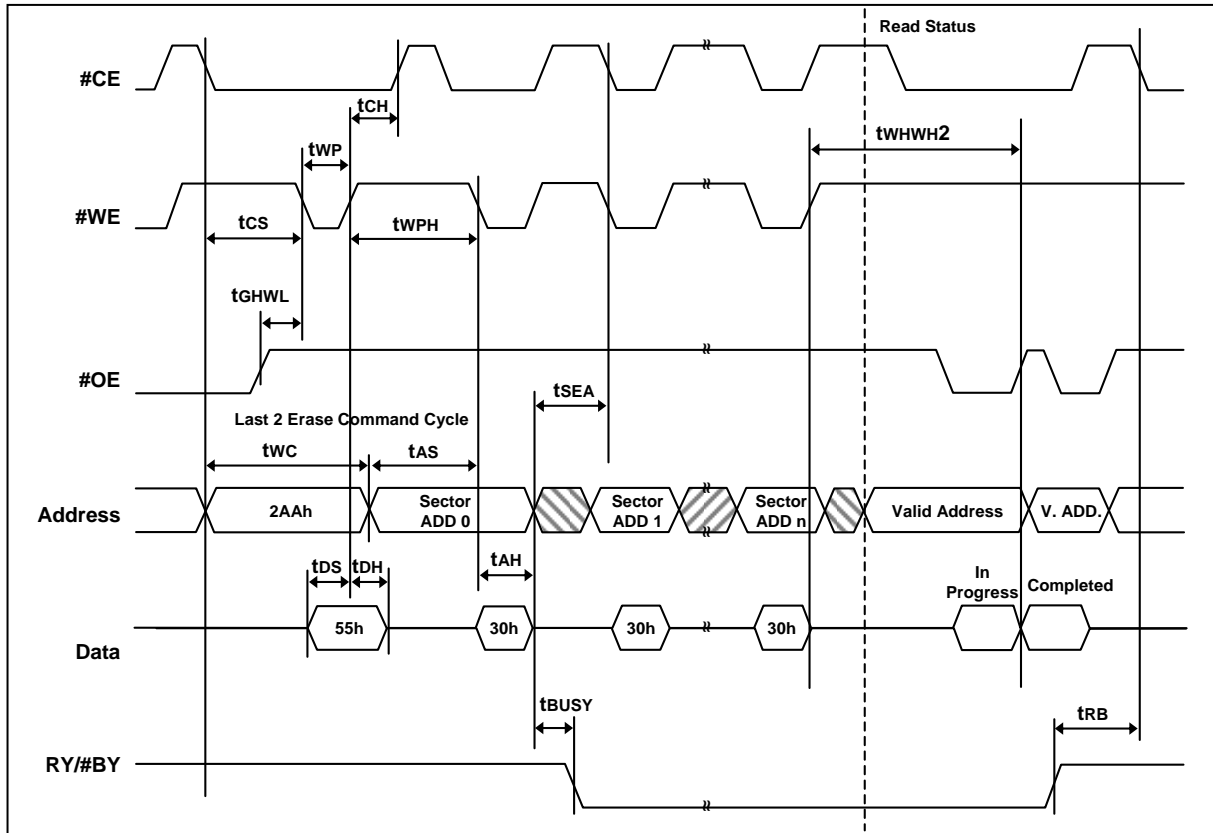 Read Status
#CE
tCH
tWHWH2
tWP
#WE
tCS
tWPH
tGHWL
#OE
tSEA
Last 2 Erase Command Cycle
tWC
tAS
Address
2AAh
Sector
ADD 0
Sector
ADD 1
Sector
ADD n
Valid Address
V. ADD.
tDS
tDH
tAH
In
Progress
Completed
55h
30h
30h
30h
Data
tBUSY
tRB
RY/#BY